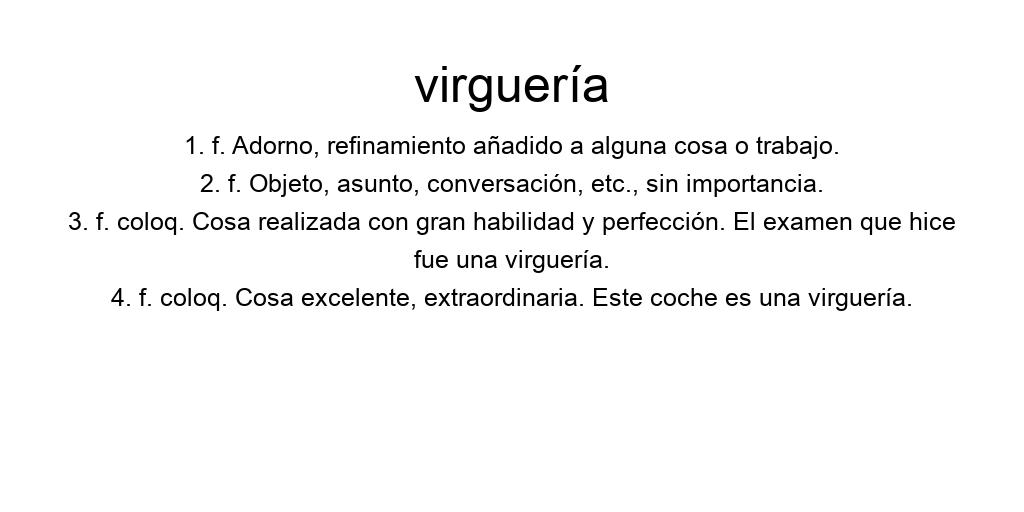 virguería
1. f. Adorno, refinamiento añadido a alguna cosa o trabajo.
2. f. Objeto, asunto, conversación, etc., sin importancia.
3. f. coloq. Cosa realizada con gran habilidad y perfección. El examen que hice
fue una virguería.
4. f. coloq. Cosa excelente, extraordinaria. Este coche es una virguería.